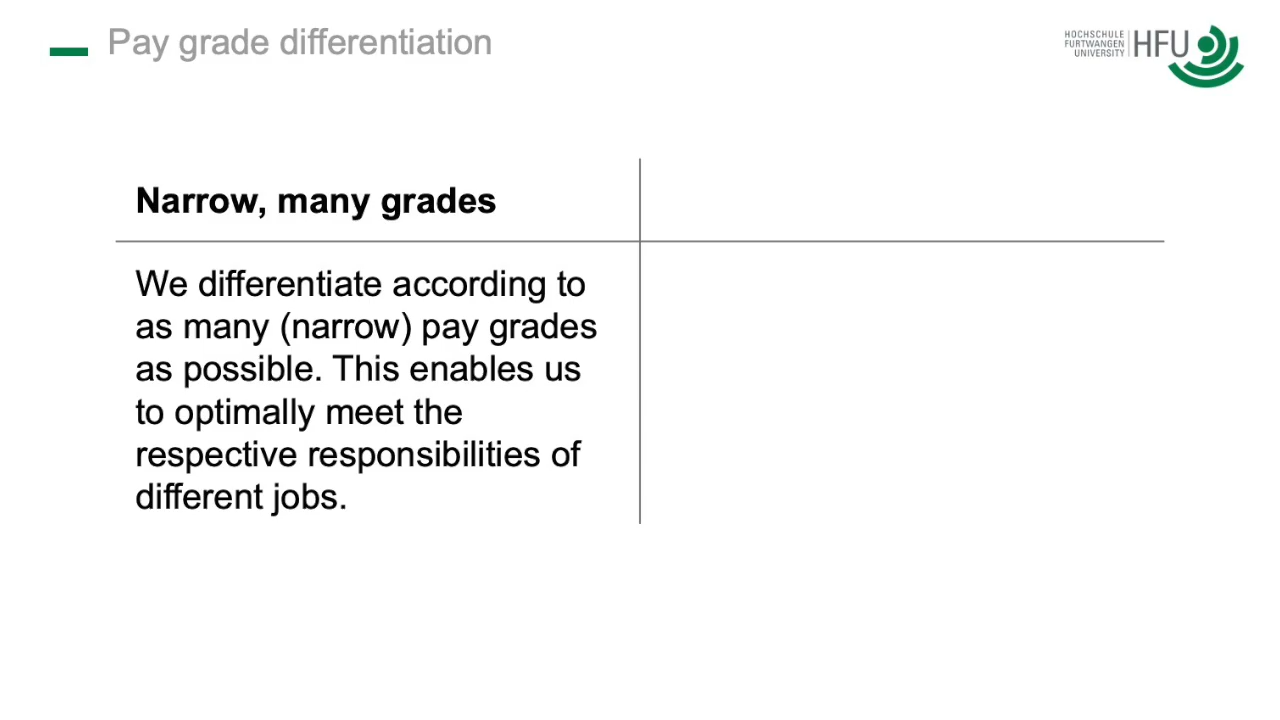 Pay grade differentiation
HOCHSCHULE
FURTWANGEN
UNIVERSITY
HFU
Narrow, many grades
We differentiate according to
as many (narrow) pay grades
as possible. This enables us
to optimally meet the
respective responsibilities of
different jobs.